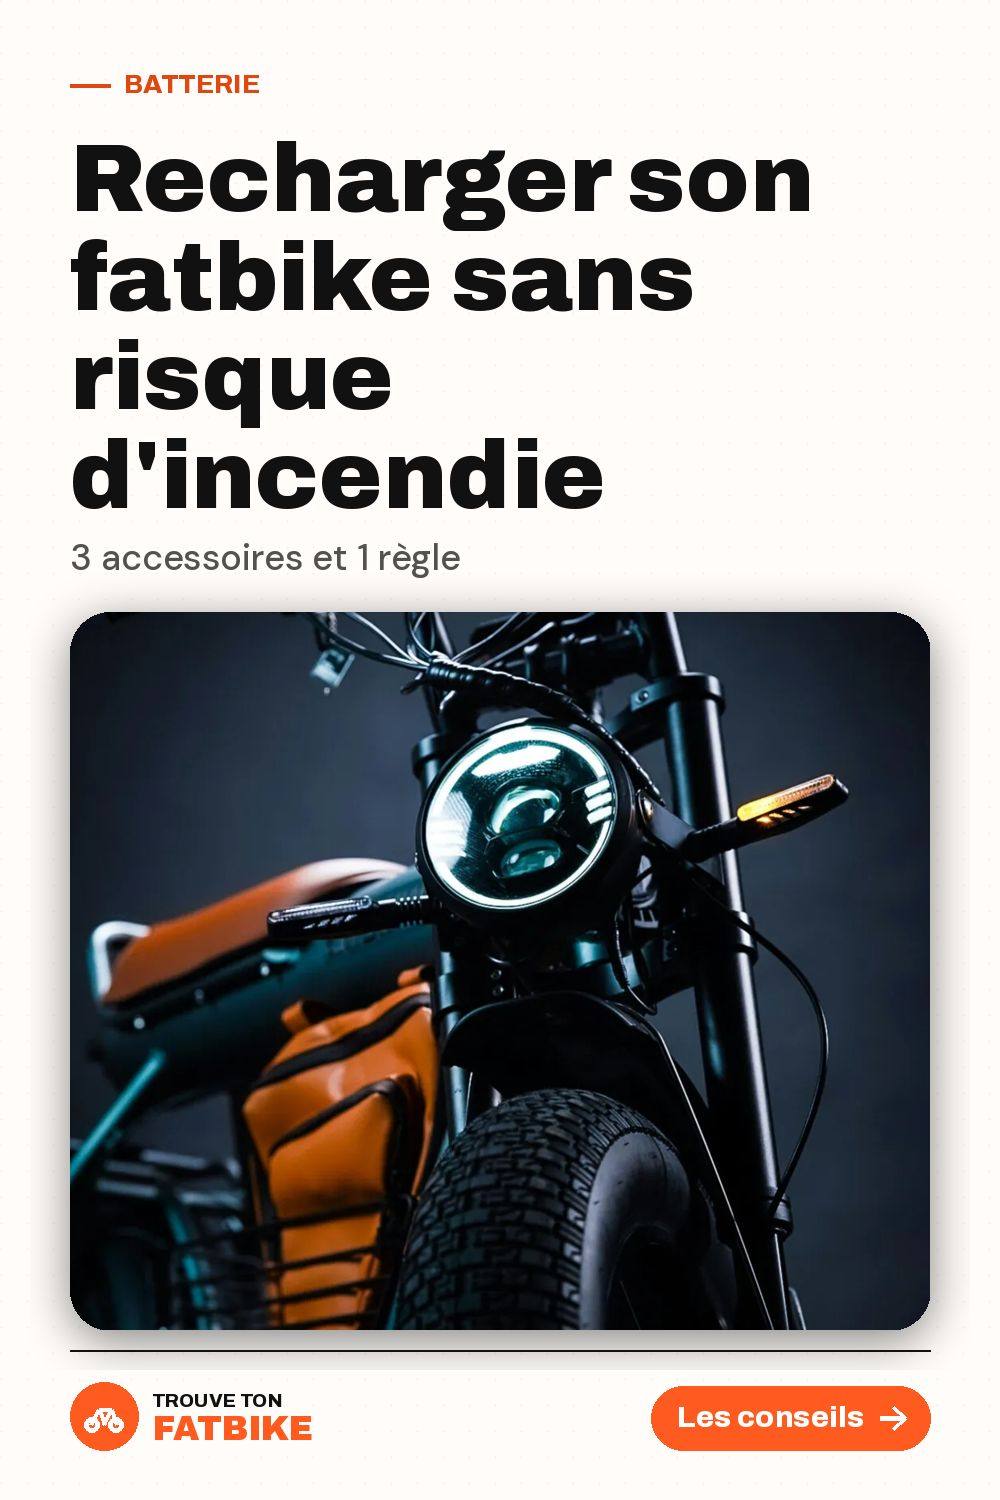 BATTERIE
Recharger son
fatbike sans
risque
d'incendie
3 accessoires et 1 règle
TROUVE TON
FATBIKE
Les conseils →